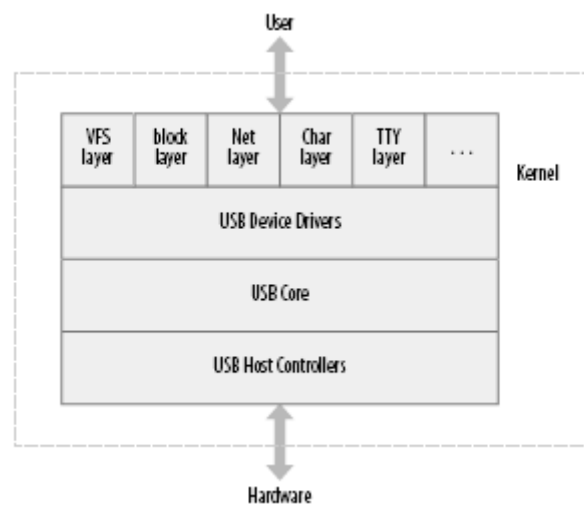 User
VFS layer
block layer
Net layer
Char layer
TTY layer
...
Kernel
USB Device Drivers
USB Core
USB Host Controllers
Hardware